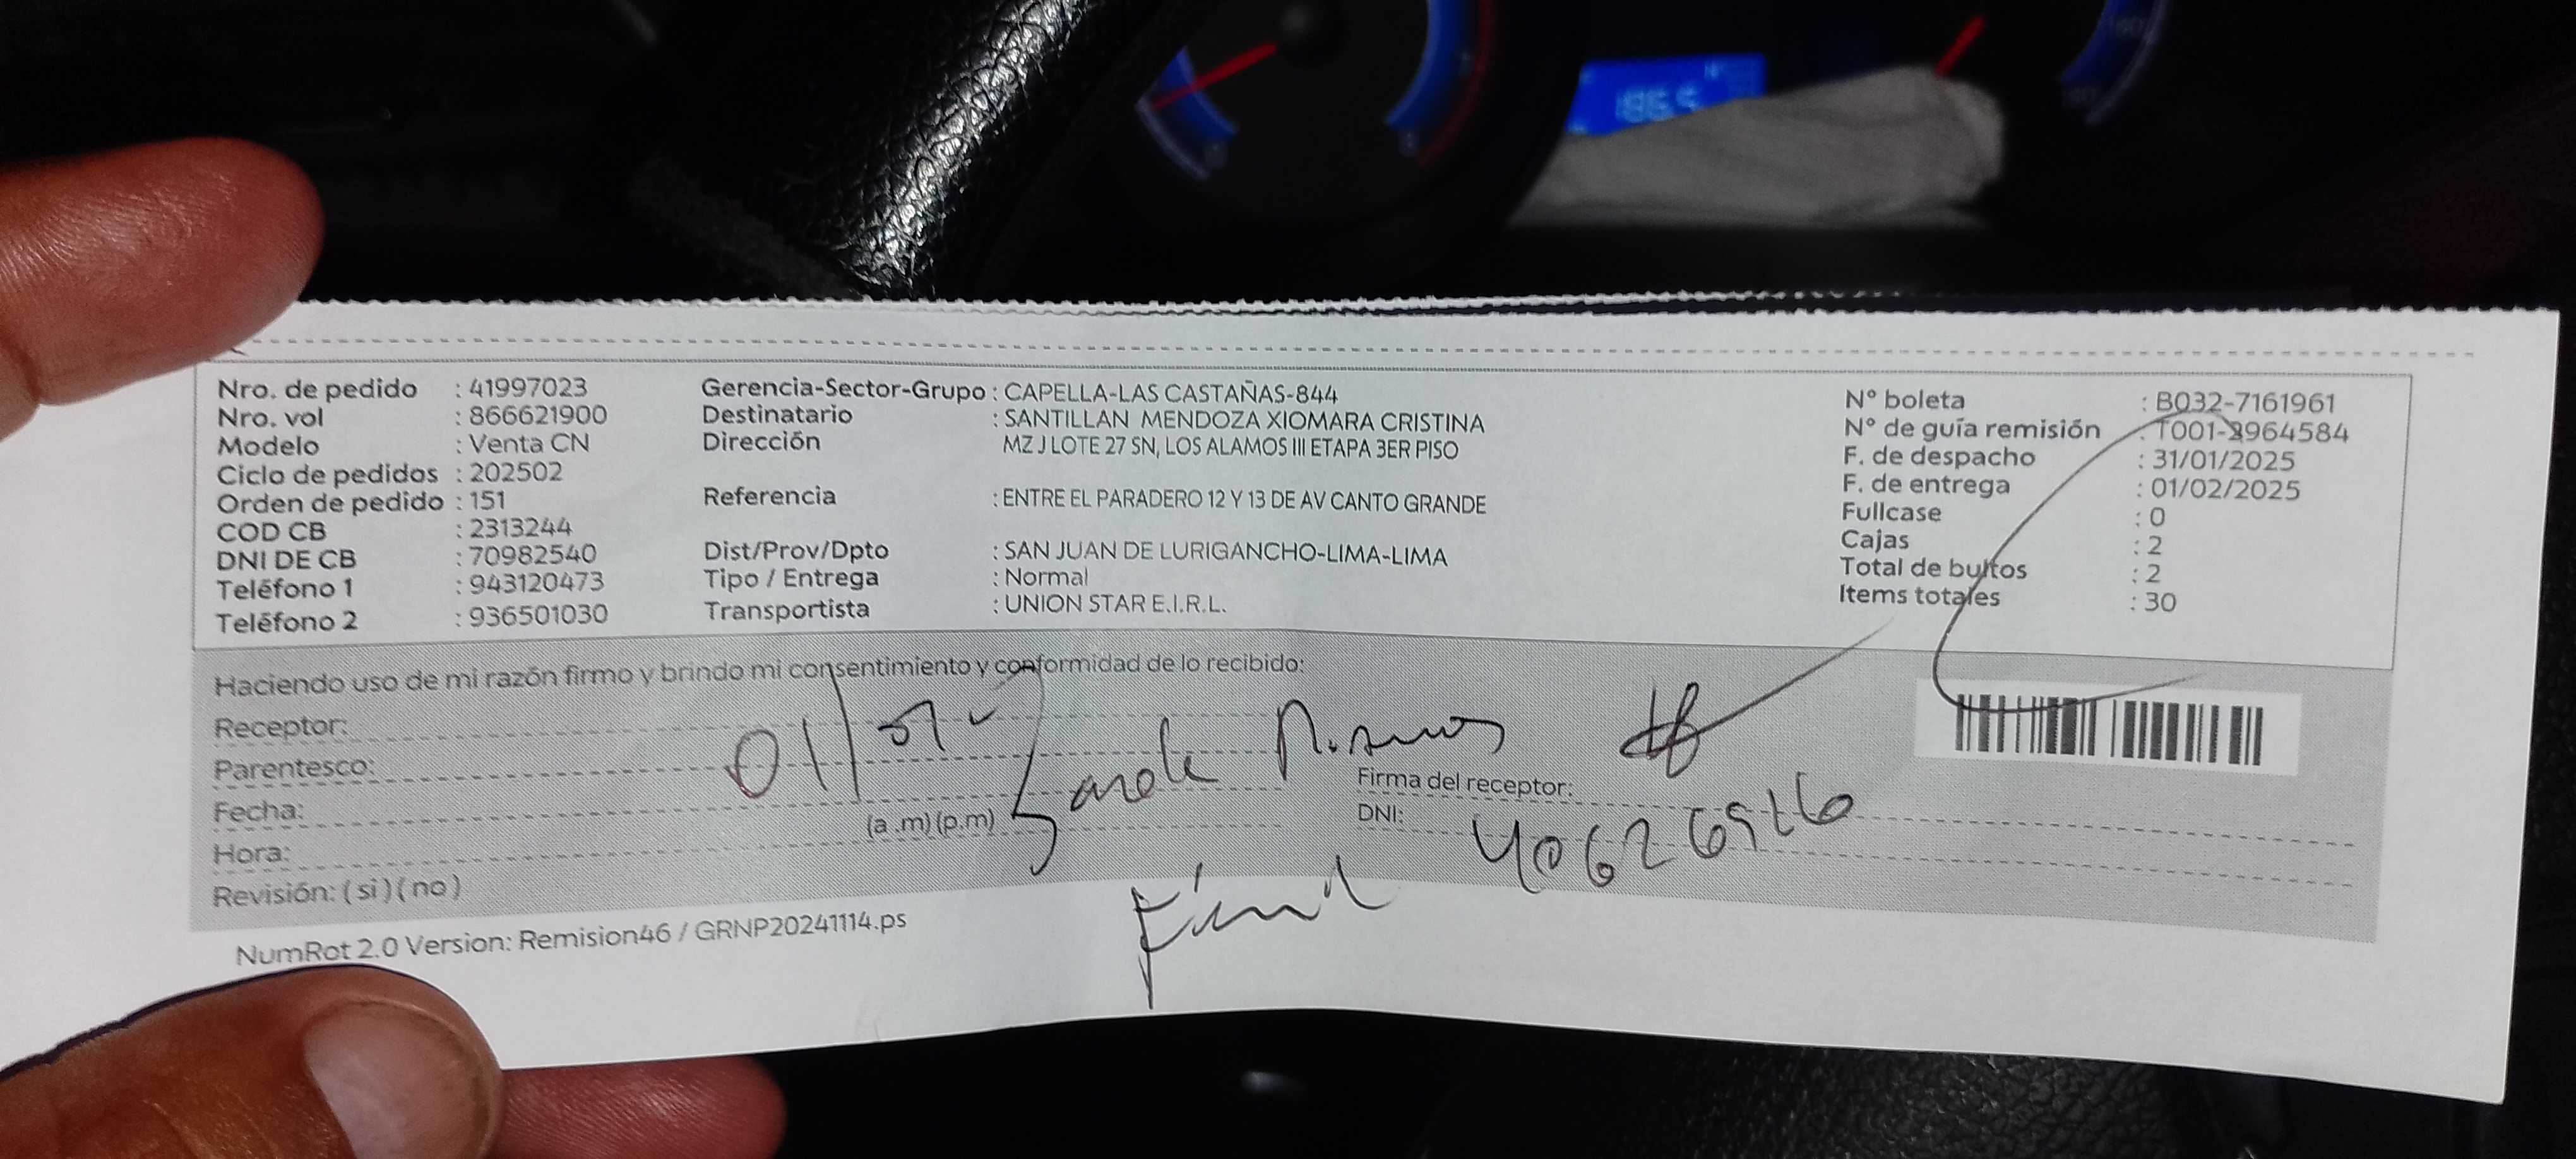 Nro. de pedido : 41997023
Nro. vol : 866621900
Modelo : Venta CN
Ciclo de pedidos : 202502
Orden de pedido : 151
COD CB : 2313244
DNI DE CB : 70982540
Teléfono 1 : 943120473
Teléfono 2 : 936501030
Gerencia-Sector-Grupo : CAPELLA-LAS CASTAÑAS-844
Destinatario : SANTILLAN MENDOZA XIOMARA CRISTINA
Dirección MZ J LOTE 27 SN, LOS ALAMOS III ETAPA 3ER PISO
Referencia : ENTRE EL PARADERO 12 Y 13 DE AV CANTO GRANDE
Dist/Prov/Dpto : SAN JUAN DE LURIGANCHO-LIMA-LIMA
Tipo / Entrega : Normal
Transportista : UNION STAR E.I.R.L.
N° boleta : B032-7161961
N° de guía remisión : T001-2964584
F. de despacho : 31/01/2025
F. de entrega : 01/02/2025
Fullcase : 0
Cajas : 2
Total de bultos : 2
Items totales : 30
Haciendo uso de mi razón firmo y brindo mi consentimiento y conformidad de lo recibido:
Receptor:
Parentesco:
Fecha:
Hora: (a.m) (p.m)
Revisión: ( si ) ( no )
Firma del receptor:
DNI:
NumRot 2.0 Version: Remision46 / GRNP20241114.ps